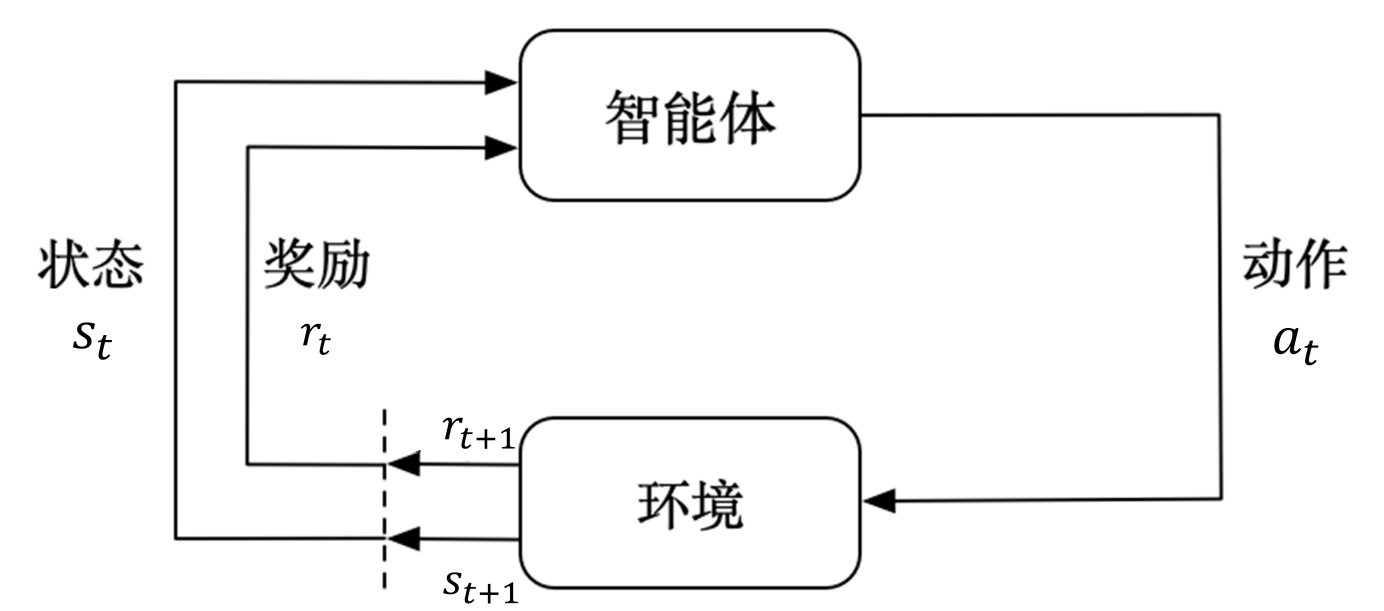 智能体
状态
s_t
奖励
r_t
动作
a_t
r_{t+1}
环境
s_{t+1}